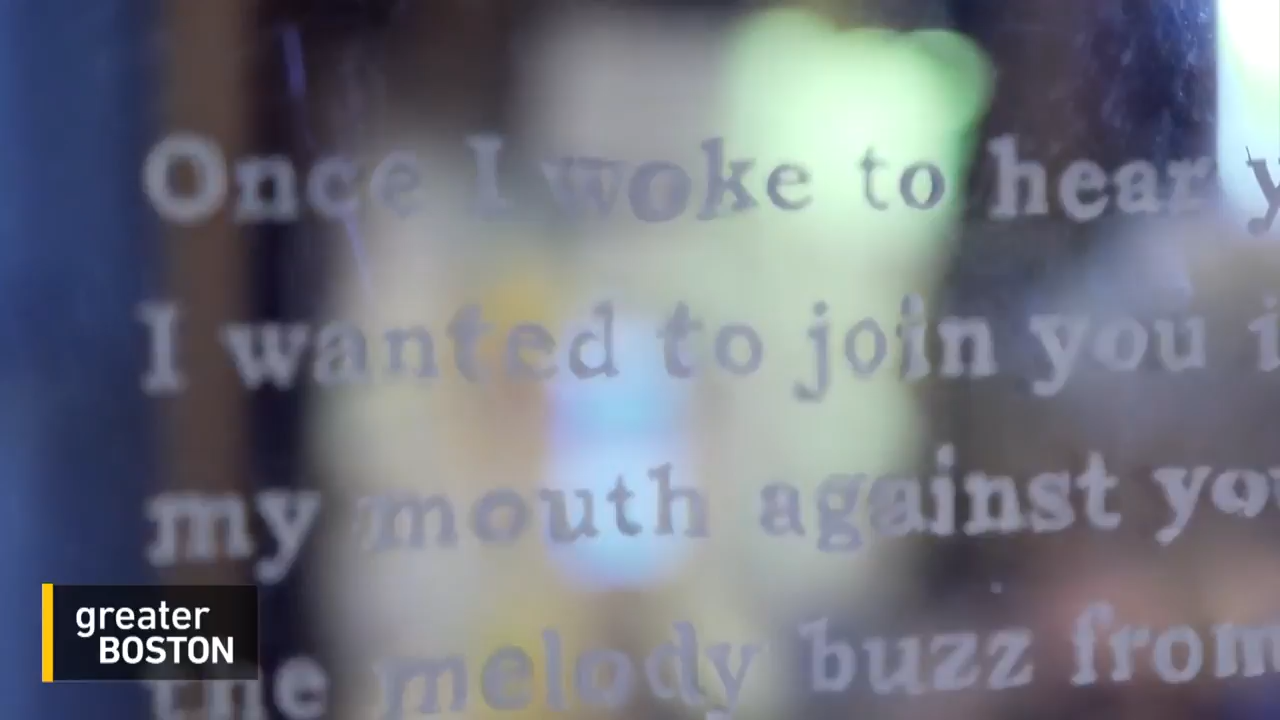 Once I woke to hear
I wanted to join you
my mouth against
the melody buzz from
greater
BOSTON